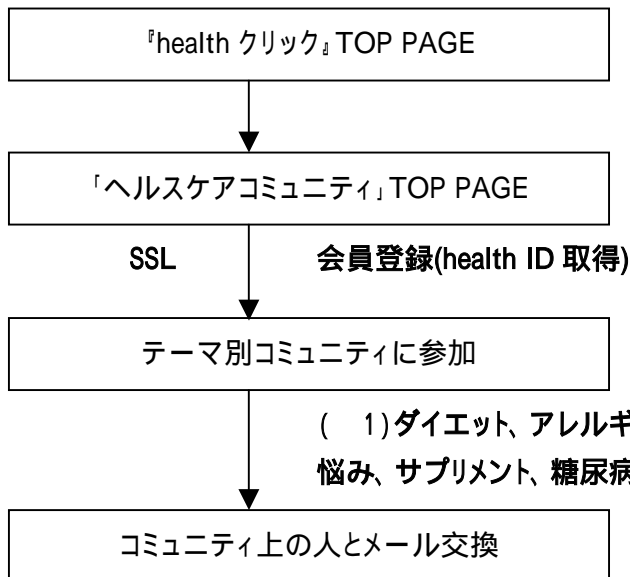 『health クリック』TOP PAGE
「ヘルスケアコミュニティ」TOP PAGE
SSL 会員登録(health ID 取得)
テーマ別コミュニティに参加
( 1)ダイエット、アレルギ
悩み、サプリメント、糖尿病
コミュニティ上の人とメール交換